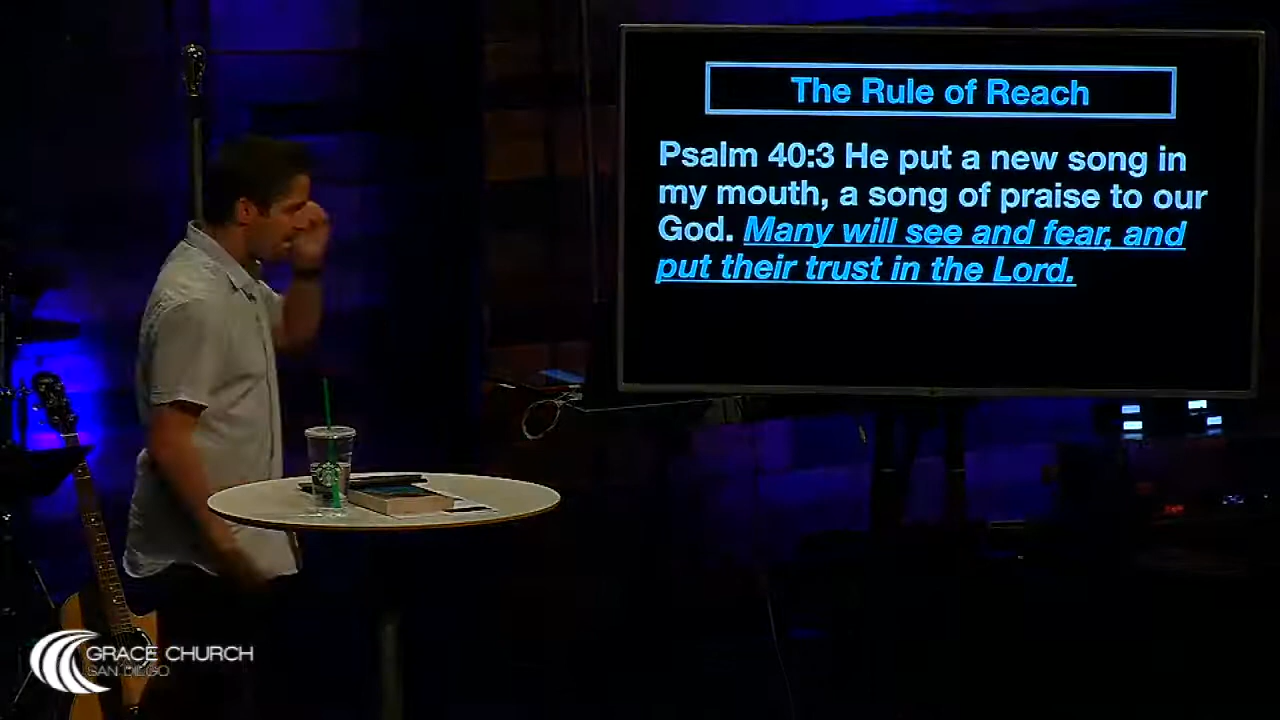 The Rule of Reach
Psalm 40:3 He put a new song in
my mouth, a song of praise to our
God. Many will see and fear, and
put their trust in the Lord.
GRACE CHURCH
SAN DIEGO